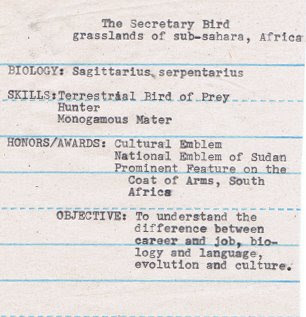 The Secretary Bird
grasslands of sub-sahara, Africa
BIOLOGY: Sagittarius serpentarius
SKILLS:Terrestrial Bird of Prey
Hunter
Monogamous Mater
HONORS/AWARDS: Cultural Emblem
National Emblem of Sudan
Prominent Feature on the
Coat of Arms, South
Africa
OBJECTIVE: To understand the
difference between
career and job, bio-
logy and language,
evolution and culture.